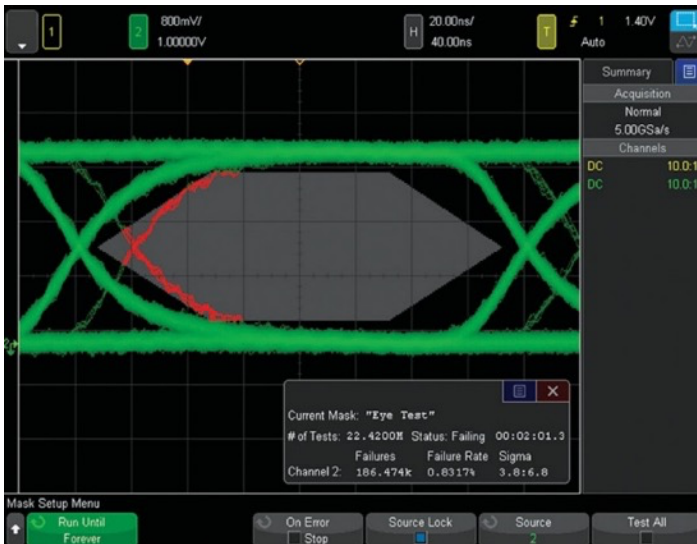 1 2 800mV/ H 20.00ns/ T 1 1.40V
1.00000V 40.00ns Auto
Summary
Acquisition
Normal
5.00GSa/s
Channels
DC 10.0:1
DC 10.0:1
2
Current Mask: "Eye Test"
# of Tests: 22.4200M Status: Failing 00:02:01.3
Failures Failure Rate Sigma
Channel 2: 186.474k 0.8317% 3.8:6.8
Mask Setup Menu
Run Until On Error Source Lock Source Test All
Forever Stop 2